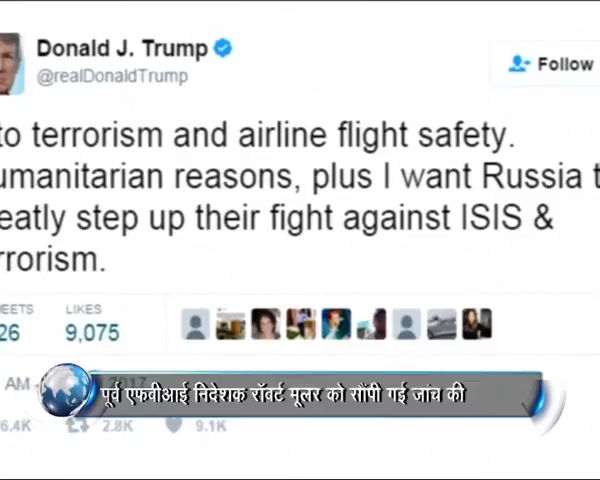 Donald J. Trump
@realDonaldTrump
Follow
to terrorism and airline flight safety.
umanitarian reasons, plus I want Russia t
eatly step up their fight against ISIS &
rrorism.
EETS LIKES
26 9,075
AM - 2017
पूर्व एफबीआई निदेशक रॉबर्ट मूलर को सौंपी गई जांच की
6.4K 2.8K 9.1K